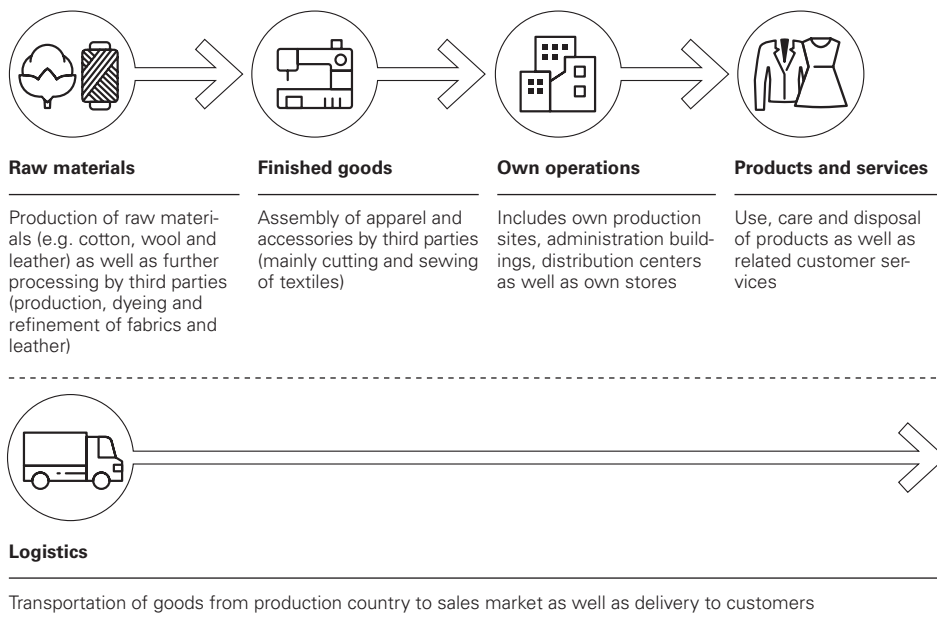 Raw materials
Production of raw materi-
als (e.g. cotton, wool and
leather) as well as further
processing by third parties
(production, dyeing and
refinement of fabrics and
leather)
Finished goods
Assembly of apparel and
accessories by third parties
(mainly cutting and sewing
of textiles)
Own operations
Includes own production
sites, administration build-
ings, distribution centers
as well as own stores
Products and services
Use, care and disposal
of products as well as
related customer ser-
vices
Logistics
Transportation of goods from production country to sales market as well as delivery to customers